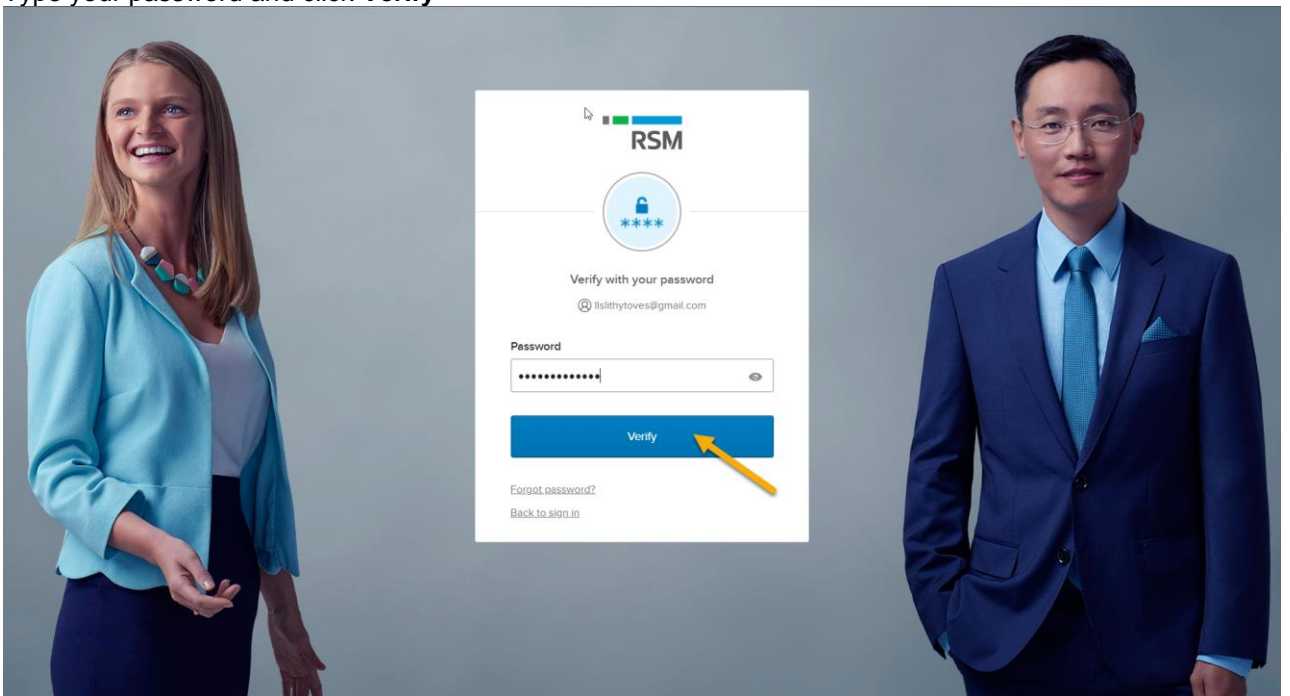 Type your password and click Verify
RSM
****
Verify with your password
llslithytoves@gmail.com
Password
•••••••••••••
Verify
Forgot password?
Back to sign in